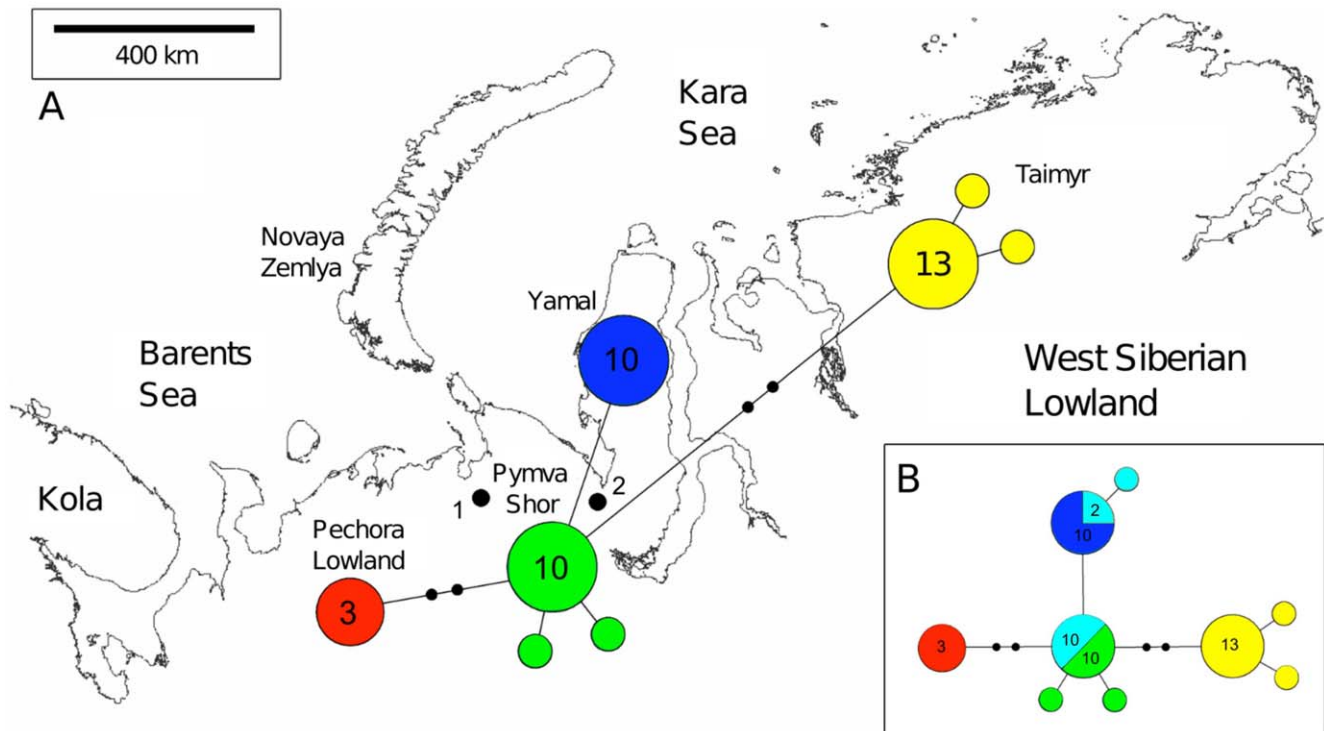 400 km
A
Kara
Sea
Taimyr
Novaya
Zemlya
13
Yamal
Barents
Sea
10
West Siberian
Lowland
Kola
Pymva
Shor
1
2
Pechora
Lowland
10
3
B
2
10
10
10
3
13